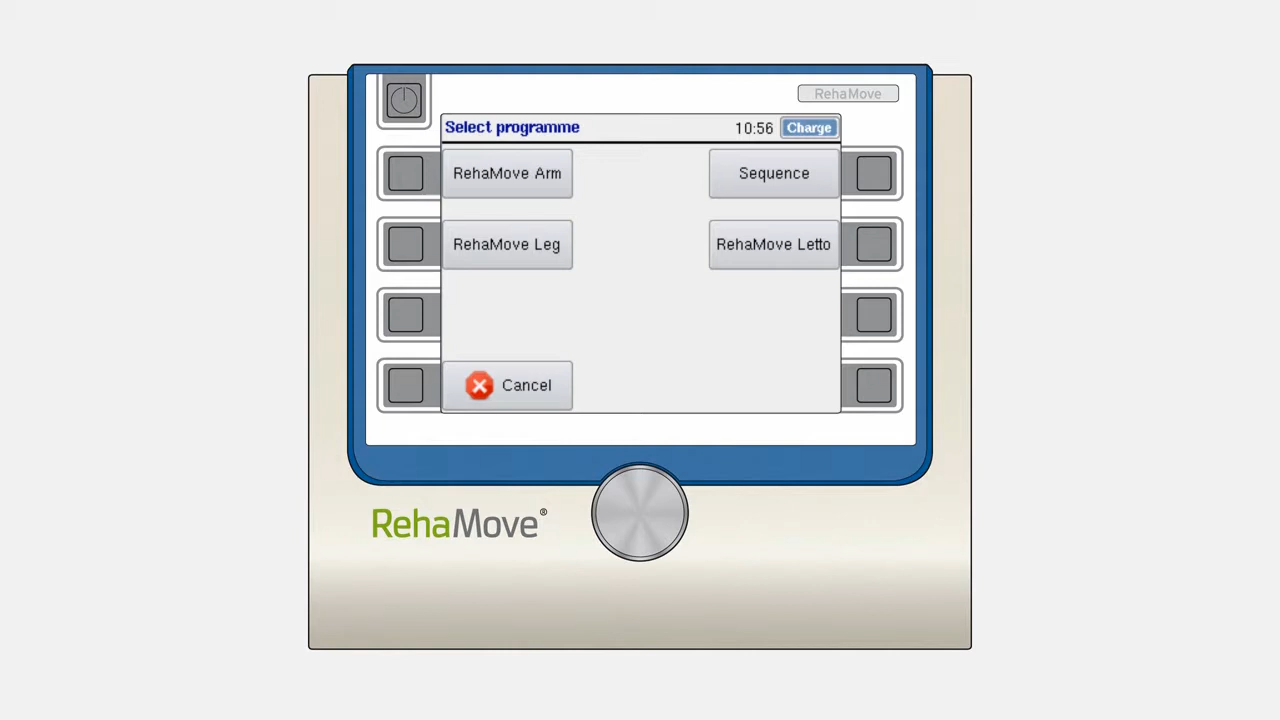 RehaMove
Select programme 10:56 Charge
RehaMove Arm Sequence
RehaMove Leg RehaMove Letto
Cancel
RehaMove®